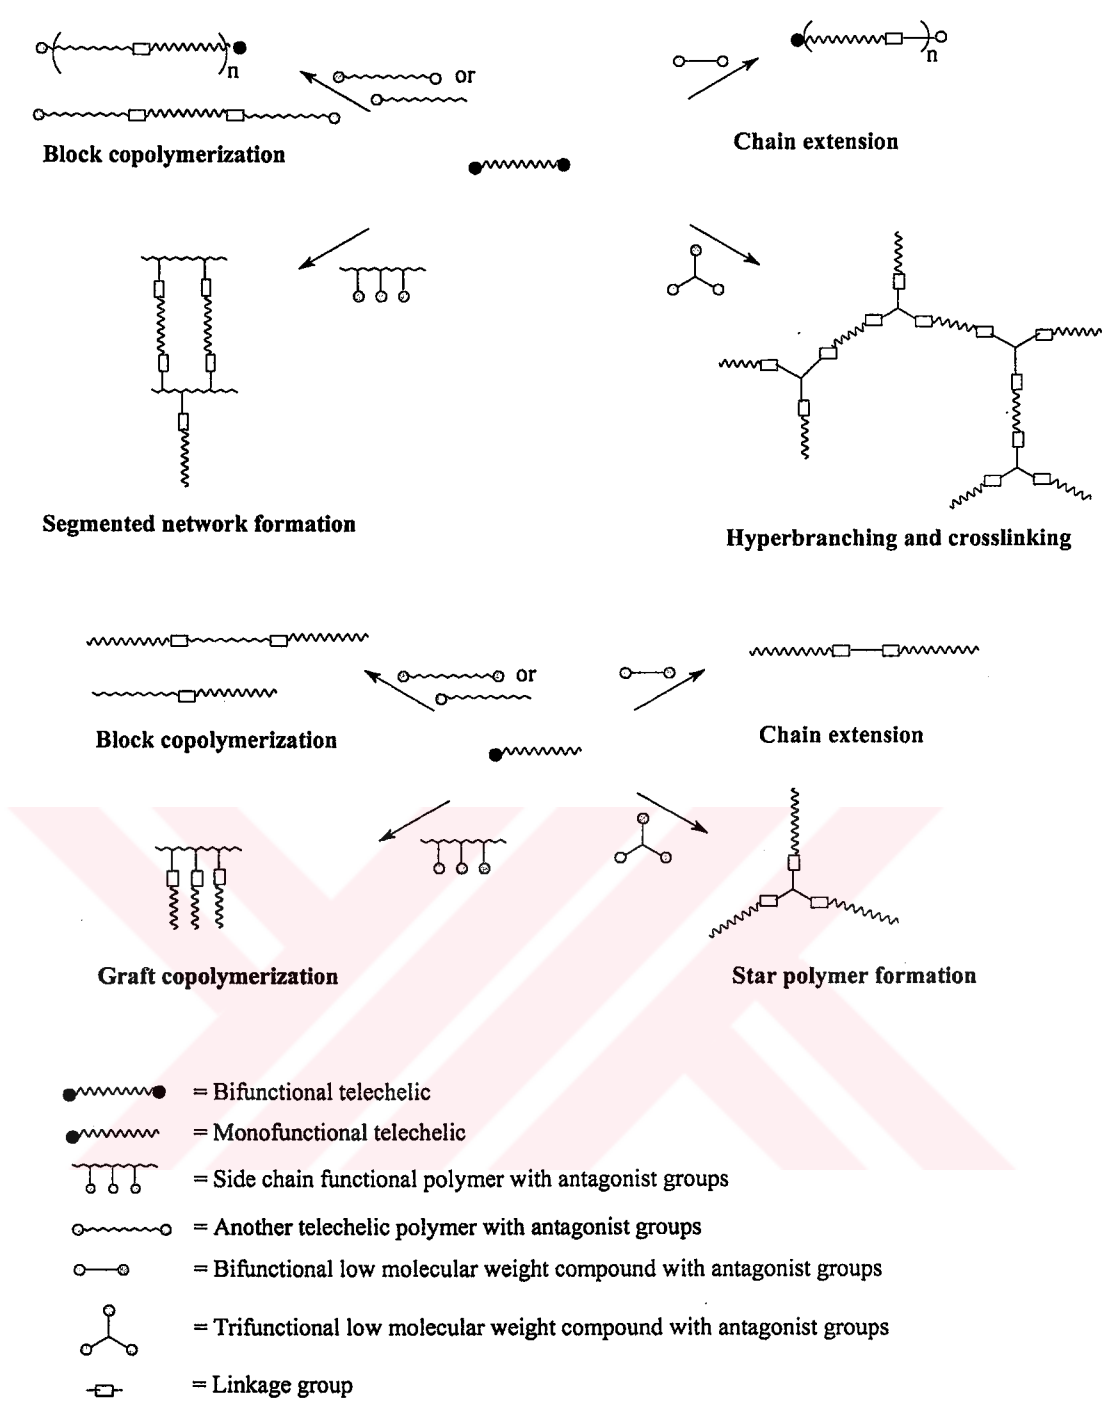 n
or
n
Block copolymerization
Chain extension
Segmented network formation
Hyperbranching and crosslinking
or
Block copolymerization
Chain extension
Graft copolymerization
Star polymer formation
= Bifunctional telechelic
= Monofunctional telechelic
= Side chain functional polymer with antagonist groups
= Another telechelic polymer with antagonist groups
= Bifunctional low molecular weight compound with antagonist groups
= Trifunctional low molecular weight compound with antagonist groups
= Linkage group